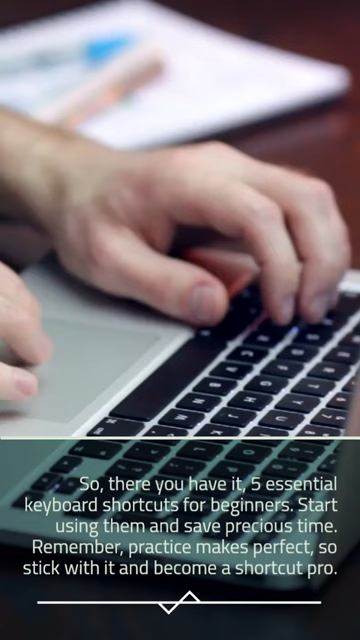 So, there you have it, 5 essential
keyboard shortcuts for beginners. Start
using them and save precious time.
Remember, practice makes perfect, so
stick with it and become a shortcut pro.